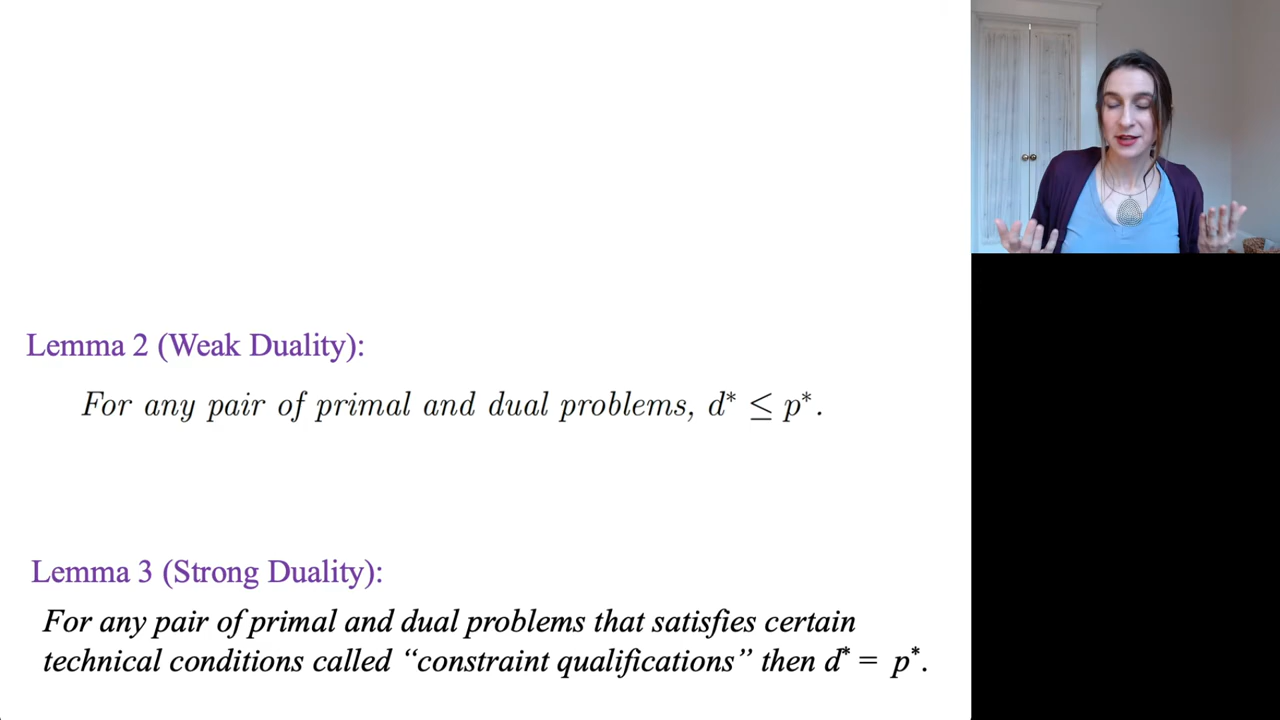 Lemma 2 (Weak Duality):
For any pair of primal and dual problems, d* ≤ p*.
Lemma 3 (Strong Duality):
For any pair of primal and dual problems that satisfies certain
technical conditions called “constraint qualifications” then d* = p*.